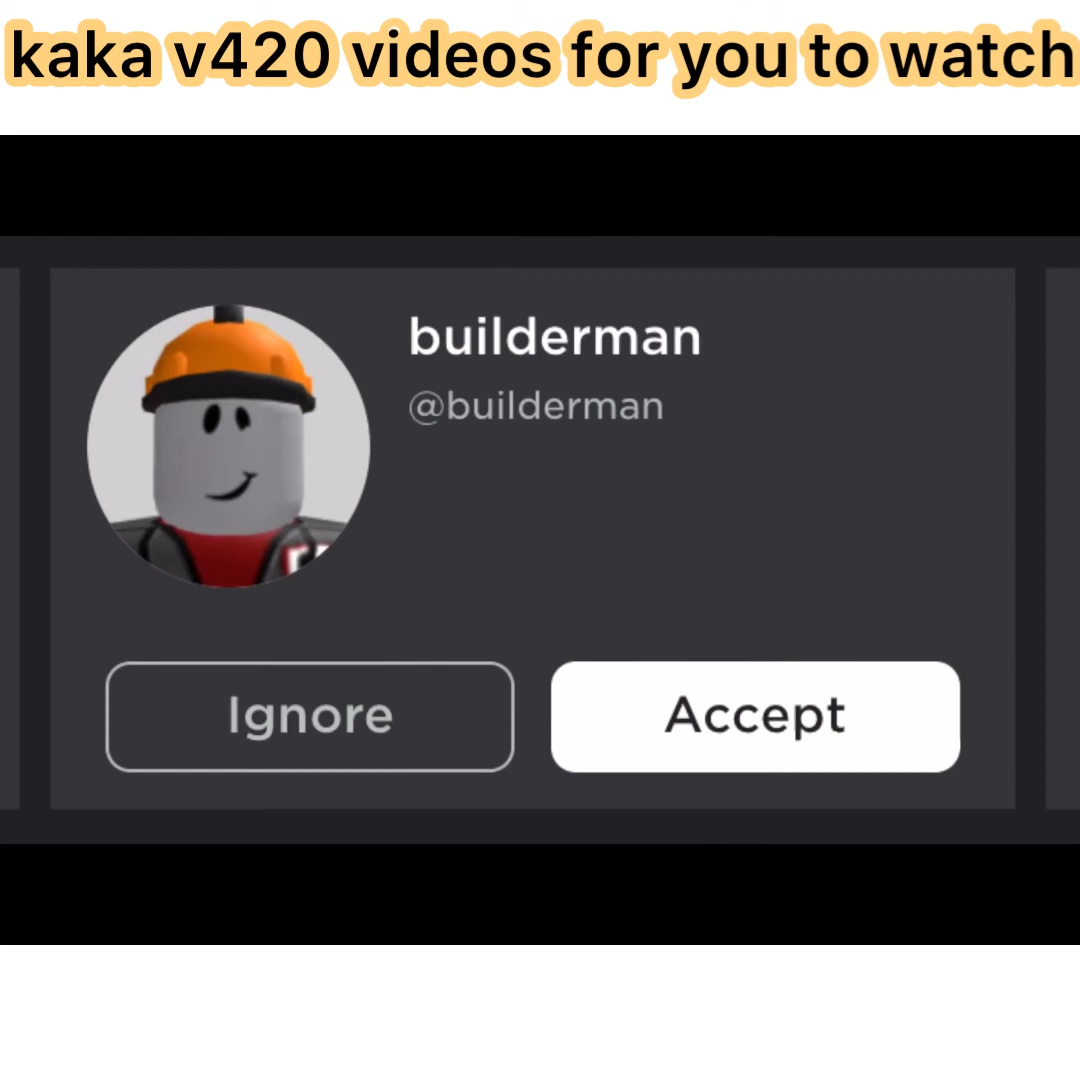 kaka v420 videos for you to watch
builderman
@builderman
Ignore
Accept